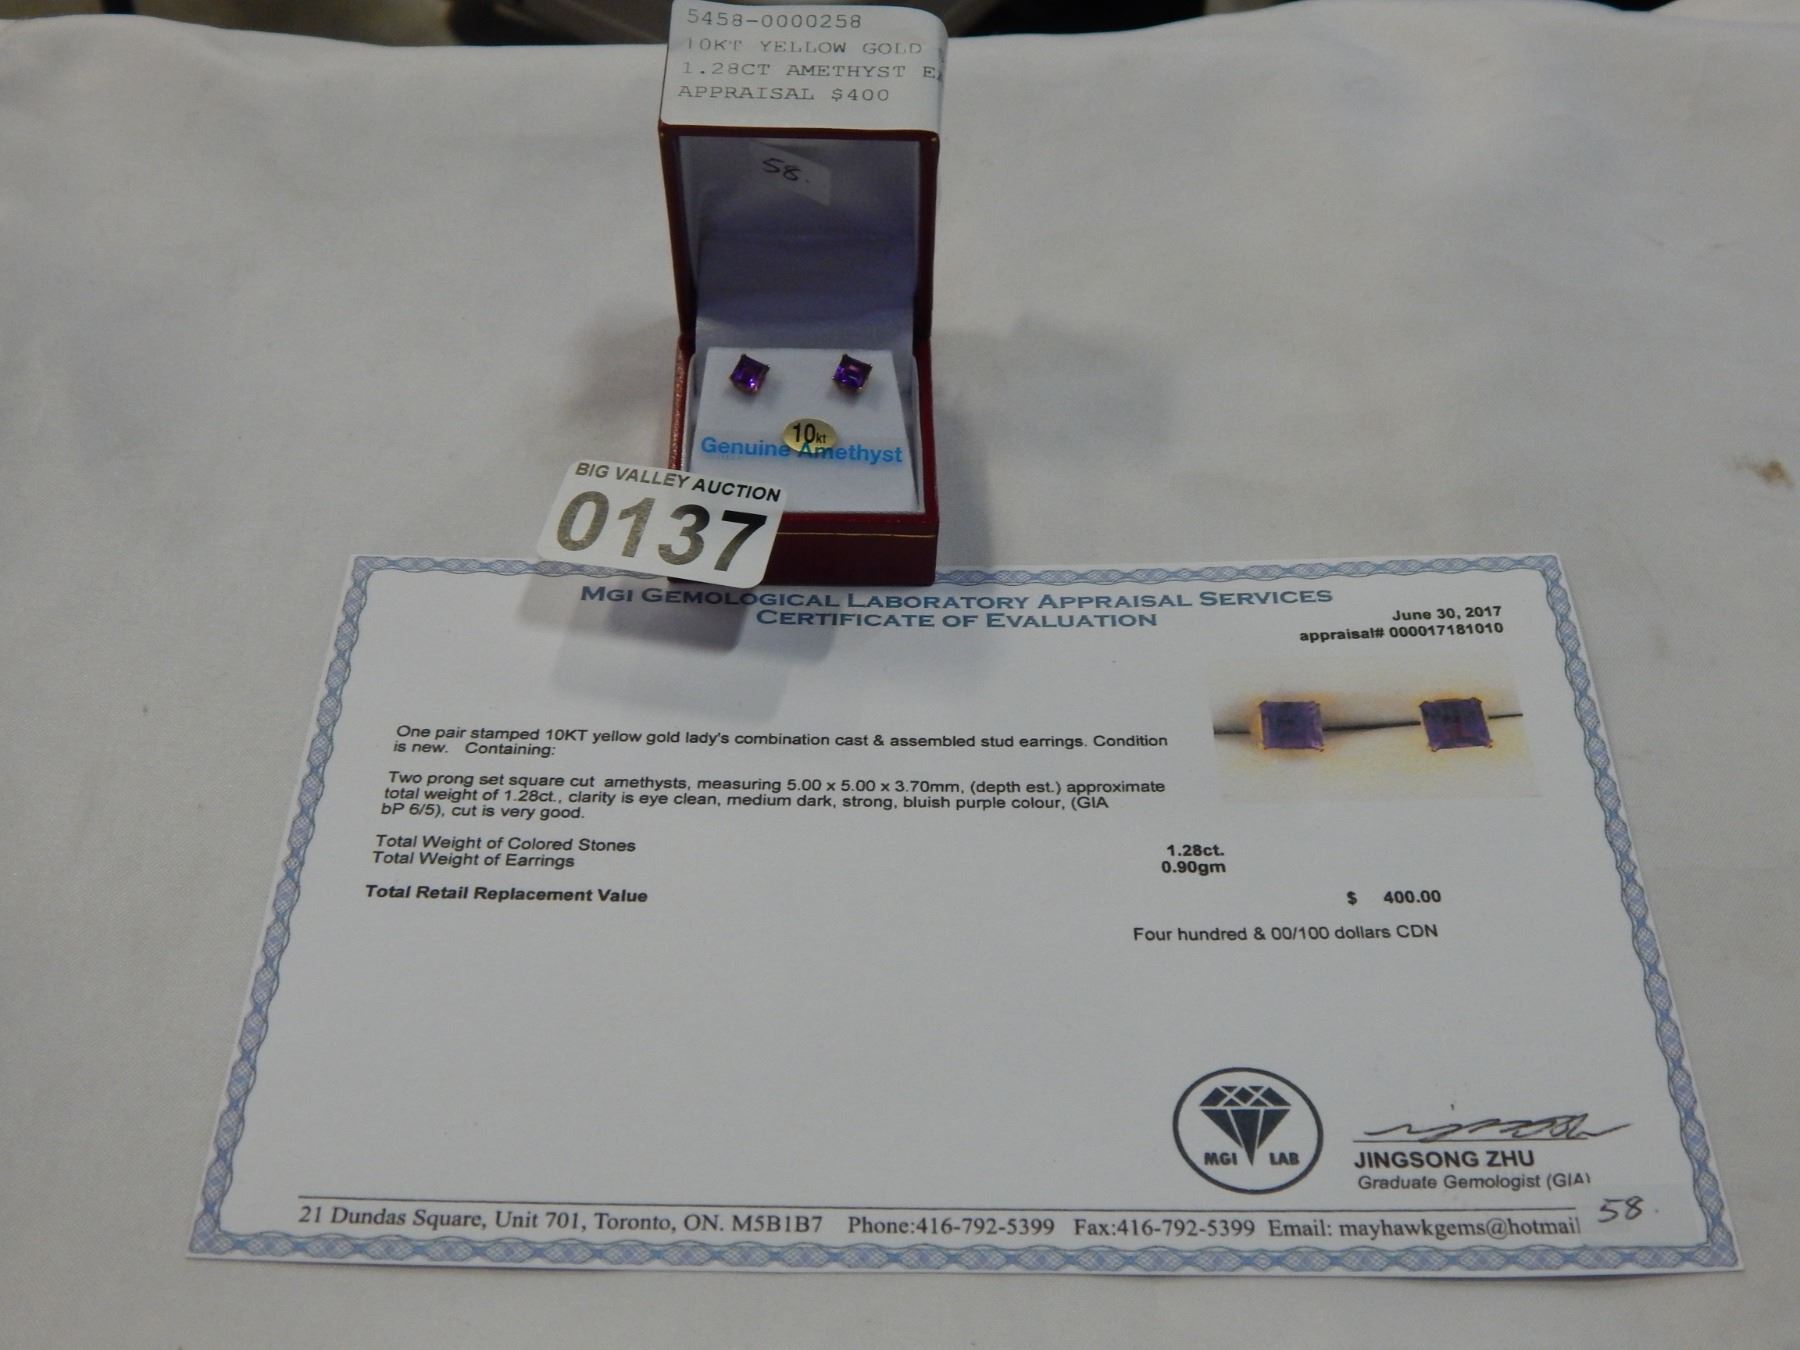 5458-0000258
10KT YELLOW GOLD
1.28CT AMETHYST
APPRAISAL $400
58.
10kt
Genuine Amethyst
BIG VALLEY AUCTION
0137
MGI GEMOLOGICAL LABORATORY APPRAISAL SERVICES
CERTIFICATE OF EVALUATION
June 30, 2017
appraisal# 000017181010
One pair stamped 10KT yellow gold lady's combination cast & assembled stud earrings. Condition
is new. Containing:
Two prong set square cut amethysts, measuring 5.00 x 5.00 x 3.70mm, (depth est.) approximate
total weight of 1.28ct., clarity is eye clean, medium dark, strong, bluish purple colour, (GIA
bP 6/5), cut is very good.
Total Weight of Colored Stones 1.28ct.
Total Weight of Earrings 0.90gm
Total Retail Replacement Value $ 400.00
Four hundred & 00/100 dollars CDN
MGI LAB
JINGSONG ZHU
Graduate Gemologist (GIA)
58.
21 Dundas Square, Unit 701, Toronto, ON. M5B1B7 Phone:416-792-5399 Fax:416-792-5399 Email: mayhawkgems@hotmail